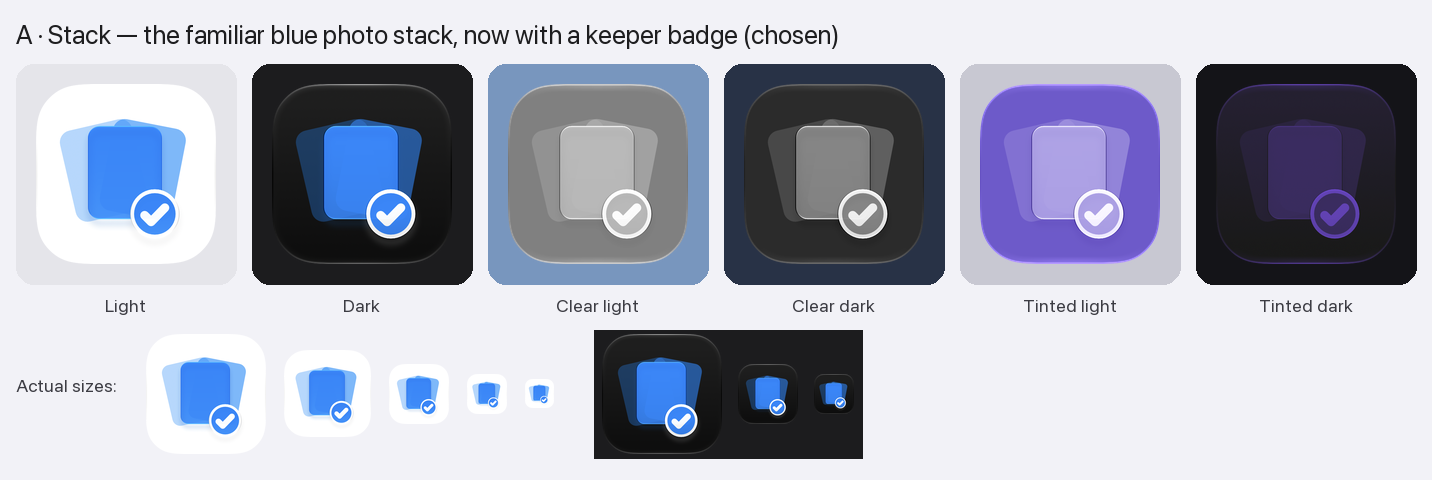 A · Stack — the familiar blue photo stack, now with a keeper badge (chosen)
Light
Dark
Clear light
Clear dark
Tinted light
Tinted dark
Actual sizes: